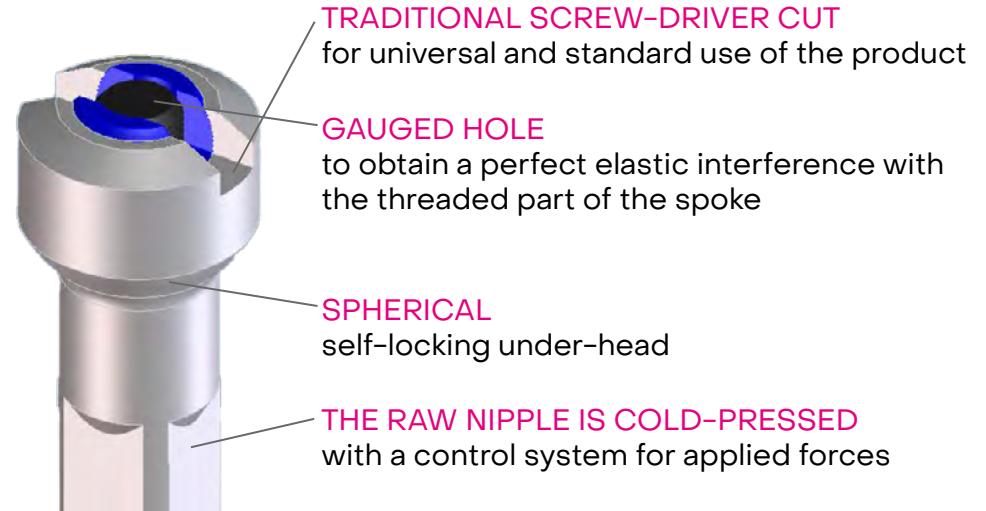 TRADITIONAL SCREW-DRIVER CUT
for universal and standard use of the product
GAUGED HOLE
to obtain a perfect elastic interference with
the threaded part of the spoke
SPHERICAL
self-locking under-head
THE RAW NIPPLE IS COLD-PRESSED
with a control system for applied forces